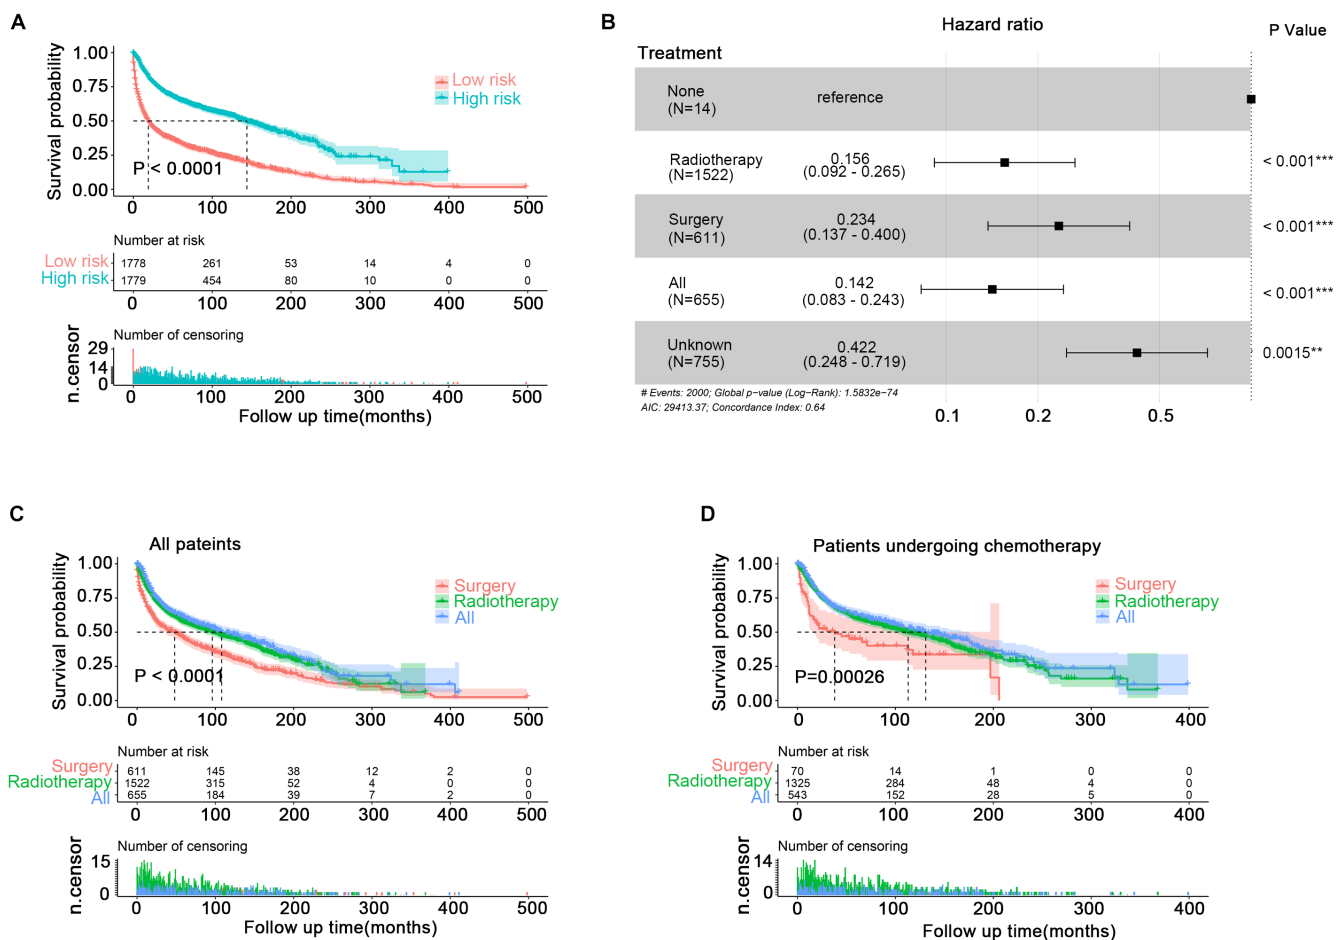 A
Survival probability
1.00
0.75
0.50
0.25
0.00
Low risk
High risk
P < 0.0001
0 100 200 300 400 500
Number at risk
Low risk 1778 261 53 14 4 0
High risk 1779 454 80 10 0 0
0 100 200 300 400 500
Number of censoring
n.censor
29
14
0
0 100 200 300 400 500
Follow up time(months)
B
Hazard ratio
P Value
Treatment
None
(N=14)
reference
Radiotherapy
(N=1522)
0.156
(0.092 - 0.265)
< 0.001***
Surgery
(N=611)
0.234
(0.137 - 0.400)
< 0.001***
All
(N=655)
0.142
(0.083 - 0.243)
< 0.001***
Unknown
(N=755)
0.422
(0.248 - 0.719)
0.0015**
# Events: 2000; Global p−value (Log−Rank): 1.5832e−74
AIC: 29413.37; Concordance Index: 0.64
0.1 0.2 0.5
C
All pateints
Survival probability
1.00
0.75
0.50
0.25
0.00
Surgery
Radiotherapy
All
P < 0.0001
0 100 200 300 400 500
Number at risk
Surgery 611 145 38 12 2 0
Radiotherapy 1522 315 52 4 0 0
All 655 184 39 7 2 0
0 100 200 300 400 500
Number of censoring
n.censor
15
0
0 100 200 300 400 500
Follow up time(months)
D
Patients undergoing chemotherapy
Survival probability
1.00
0.75
0.50
0.25
0.00
Surgery
Radiotherapy
All
P=0.00026
0 100 200 300 400
Number at risk
Surgery 70 14 1 0 0
Radiotherapy 1325 284 48 4 0
All 543 152 28 5 0
0 100 200 300 400
Number of censoring
n.censor
14
0
0 100 200 300 400
Follow up time(months)